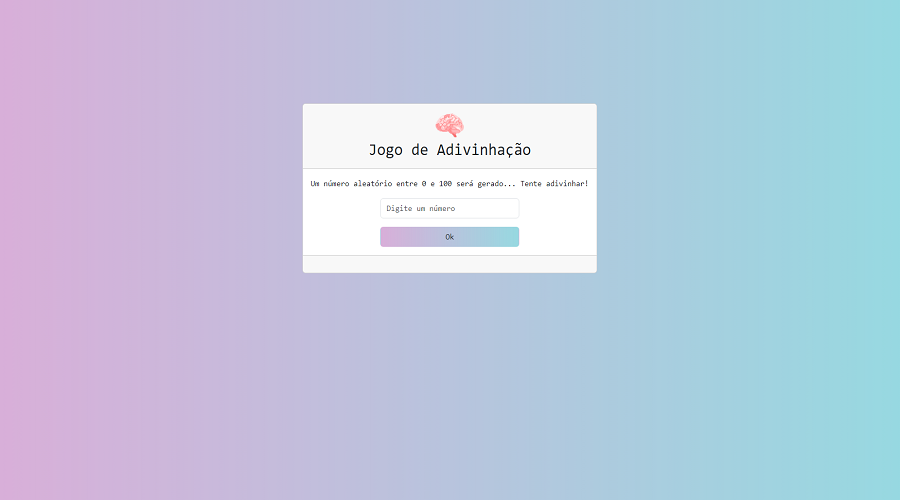 Jogo de Adivinhação
Um número aleatório entre 0 e 100 será gerado... Tente adivinhar!
Digite um número
Ok